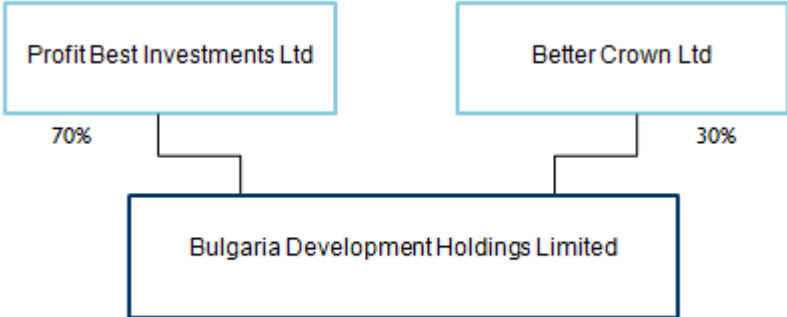 Profit Best Investments Ltd
Better Crown Ltd
70%
30%
Bulgaria Development Holdings Limited